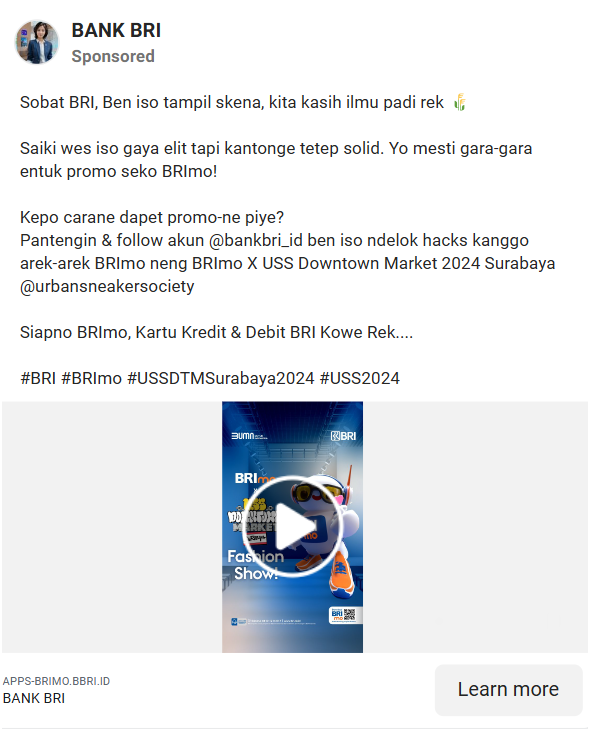 BANK BRI
Sponsored
Sobat BRI, Ben iso tampil skena, kita kasih ilmu padi rek
Saiki wes iso gaya elit tapi kantonge tetep solid. Yo mesti gara-gara
entuk promo seko BRImo!
Kepo carane dapet promo-ne piye?
Pantengin & follow akun @bankbri_id ben iso ndelok hacks kanggo
arek-arek BRImo neng BRImo X USS Downtown Market 2024 Surabaya
@urbansneakersociety
Siapno BRImo, Kartu Kredit & Debit BRI Kowe Rek....
#BRI #BRImo #USSDTMSurabaya2024 #USS2024
BUMN
BRI
BRImo
MARKET
Fashion
Show!
BRI
mo
APPS-BRIMO.BBRI.ID
BANK BRI
Learn more